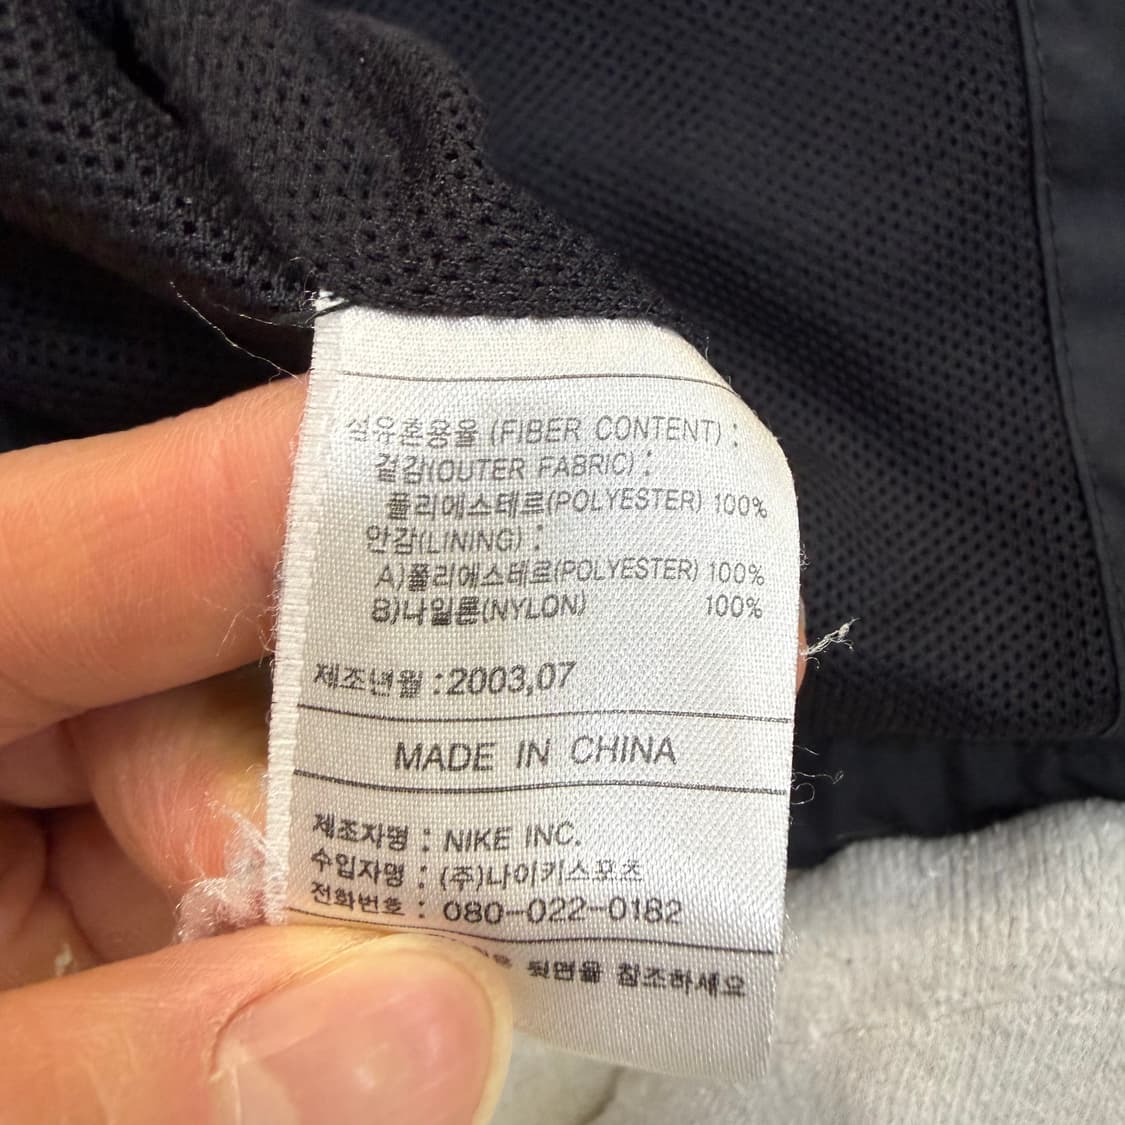 섬유혼용율 (FIBER CONTENT) :
겉감(OUTER FABRIC) :
폴리에스테르(POLYESTER) 100%
안감(LINING) :
A)폴리에스테르(POLYESTER) 100%
B)나일론(NYLON) 100%
제조년월 :2003,07
MADE IN CHINA
제조자명 : NIKE INC.
수입자명 : (주)나이키스포츠
전화번호 : 080-022-0182
뒷면을 참조하세요